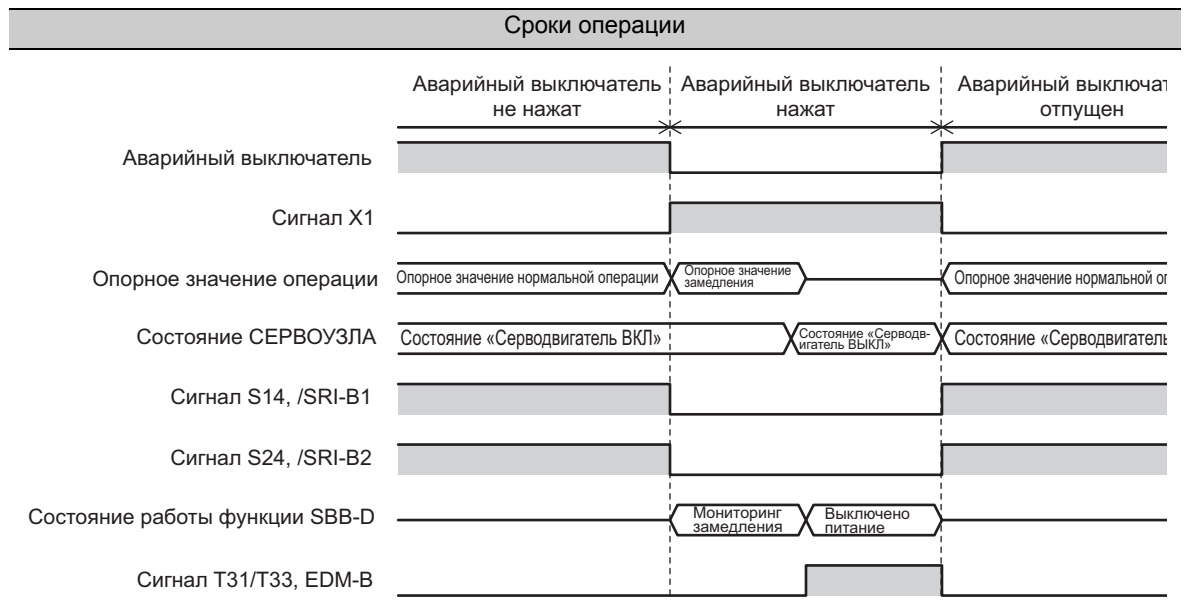 Сроки операции
Аварийный выключатель
не нажат
Аварийный выключатель
нажат
Аварийный выключат
отпущен
Аварийный выключатель
Сигнал X1
Опорное значение операции
Опорное значение нормальной операции
Опорное значение
замедления
Опорное значение нормальной оп
Состояние СЕРВОУЗЛА
Состояние «Серводвигатель ВКЛ»
Состояние «Серводв-
игатель ВЫКЛ»
Состояние «Серводвигатель
Сигнал S14, /SRI-B1
Сигнал S24, /SRI-B2
Состояние работы функции SBB-D
Мониторинг
замедления
Выключено
питание
Сигнал T31/T33, EDM-B